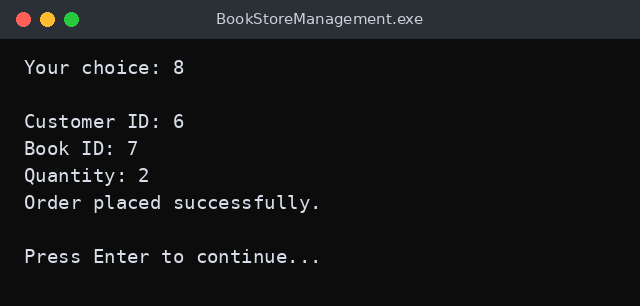 BookStoreManagement.exe
Your choice: 8
Customer ID: 6
Book ID: 7
Quantity: 2
Order placed successfully.
Press Enter to continue...